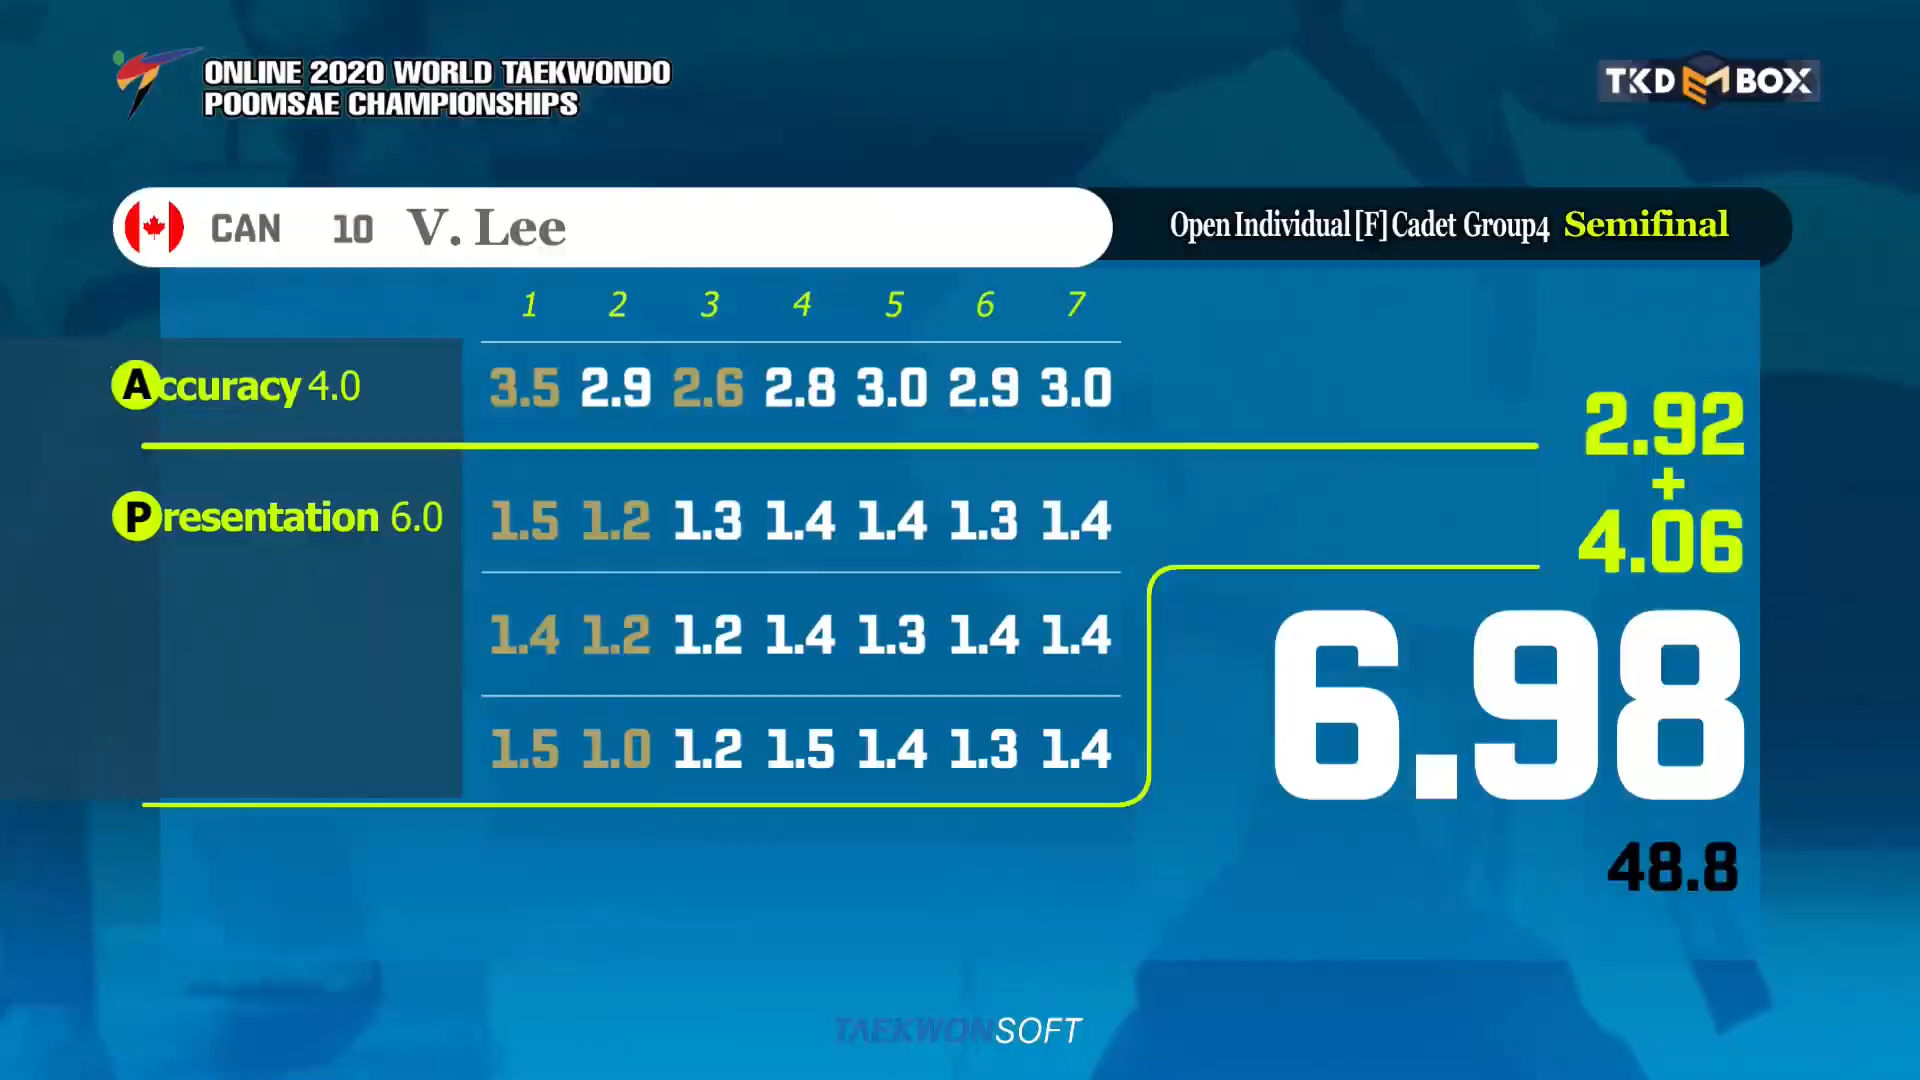 ONLINE 2020 WORLD TAEKWONDO
POOMSAE CHAMPIONSHIPS
TKD BOX
CAN 10 V. Lee
Open Individual [F] Cadet Group4 Semifinal
1 2 3 4 5 6 7
Accuracy 4.0 3.5 2.9 2.6 2.8 3.0 2.9 3.0
2.92
+
Presentation 6.0 1.5 1.2 1.3 1.4 1.4 1.3 1.4
4.06
1.4 1.2 1.2 1.4 1.3 1.4 1.4
1.5 1.0 1.2 1.5 1.4 1.3 1.4
6.98
48.8
TAEKWONSOFT